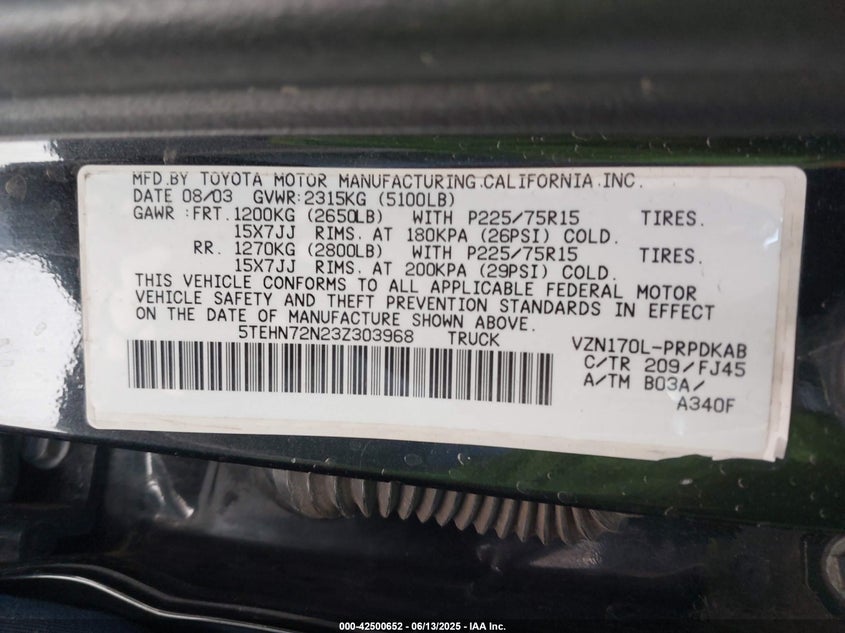 MFD.BY TOYOTA MOTOR MANUFACTURING.CALIFORNIA.INC.
DATE 08/03 GVWR:2315KG (5100LB)
GAWR :FRT.1200KG (2650LB) WITH P225/75R15 TIRES.
15X7JJ RIMS. AT 180KPA (26PSI) COLD.
RR. 1270KG (2800LB) WITH P225/75R15 TIRES.
15X7JJ RIMS. AT 200KPA (29PSI) COLD.
THIS VEHICLE CONFORMS TO ALL APPLICABLE FEDERAL MOTOR
VEHICLE SAFETY AND THEFT PREVENTION STANDARDS IN EFFECT
ON THE DATE OF MANUFACTURE SHOWN ABOVE.
5TEHN72N23Z303968 TRUCK VZN170L-PRPDKAB
C/TR 209/FJ45
A/TM B03A/
A340F
000-42500652 - 06/13/2025 - IAA Inc.